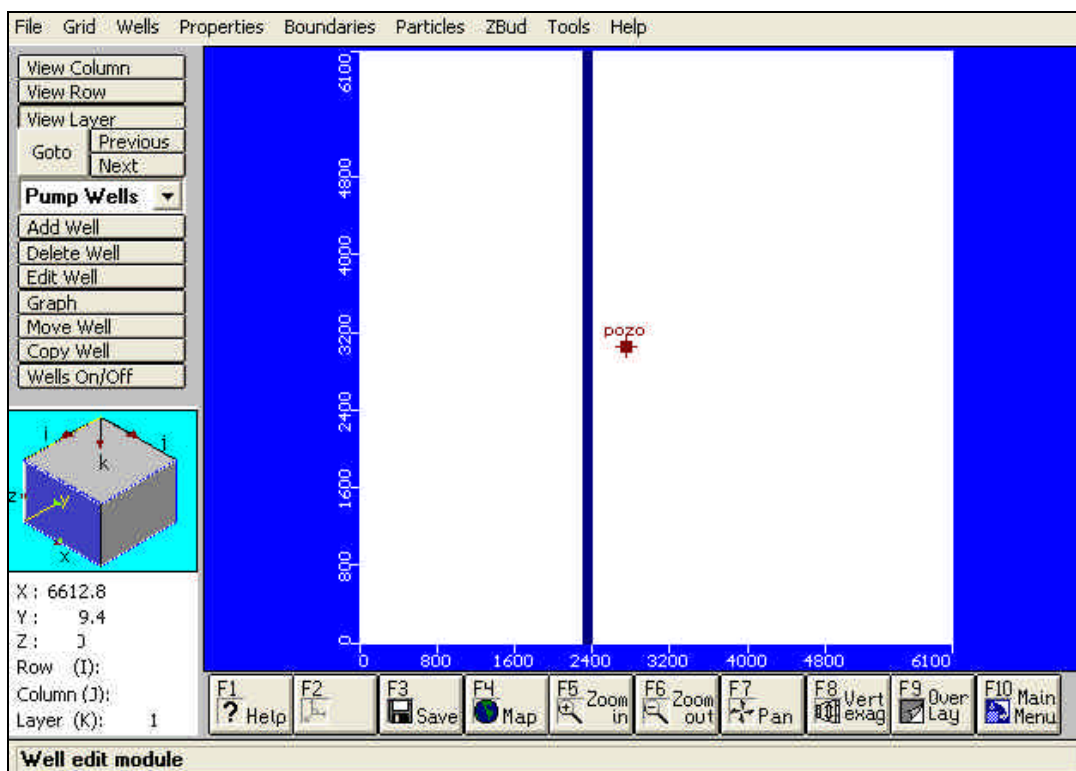 File Grid Wells Properties Boundaries Particles ZBud Tools Help
View Column
View Row
View Layer
Goto
Previous
Next
Pump Wells
Add Well
Delete Well
Edit Well
Graph
Move Well
Copy Well
Wells On/Off
i
j
k
z
y
x
X : 6612.8
Y : 9.4
Z :
Row (I):
Column (J):
Layer (K): 1
6100
4800
4000
3200
2400
1600
800
0
pozo
0 800 1600 2400 3200 4000 4800 6100
F1 ? Help
F2
F3 Save
F4 Map
F5 Zoom in
F6 Zoom out
F7 Pan
F8 Vert exag
F9 Over Lay
F10 Main Menu
Well edit module